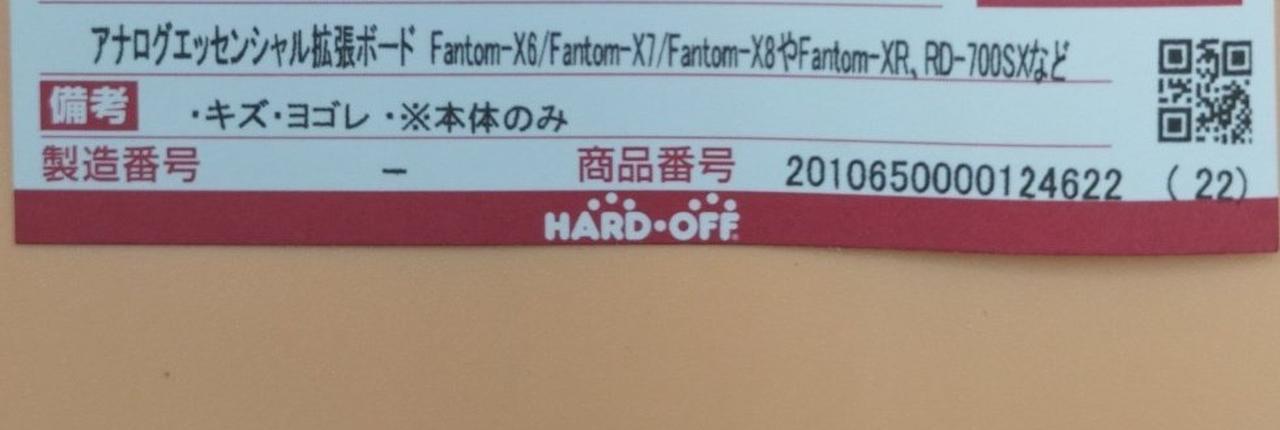 アナログエッセンシャル拡張ボード Fantom-X6/Fantom-X7/Fantom-X8やFantom-XR、RD-700SXなど
備考 ・キズ・ヨゴレ ・※本体のみ
製造番号 － 商品番号 2010650000124622 (22)
HARD・OFF